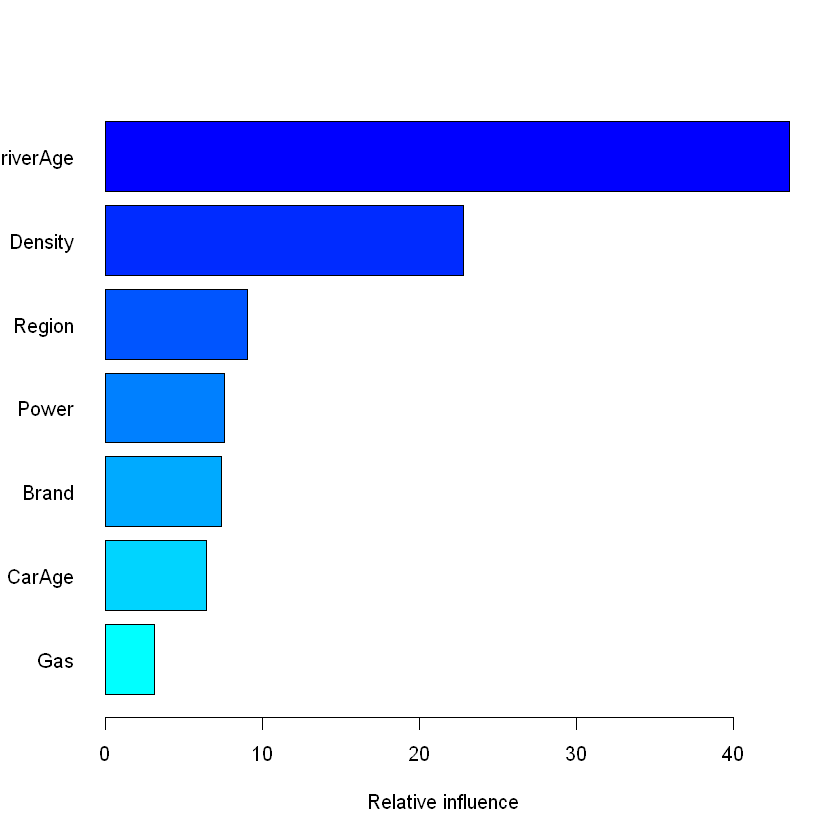 riverAge
Density
Region
Power
Brand
CarAge
Gas
0 10 20 30 40
Relative influence